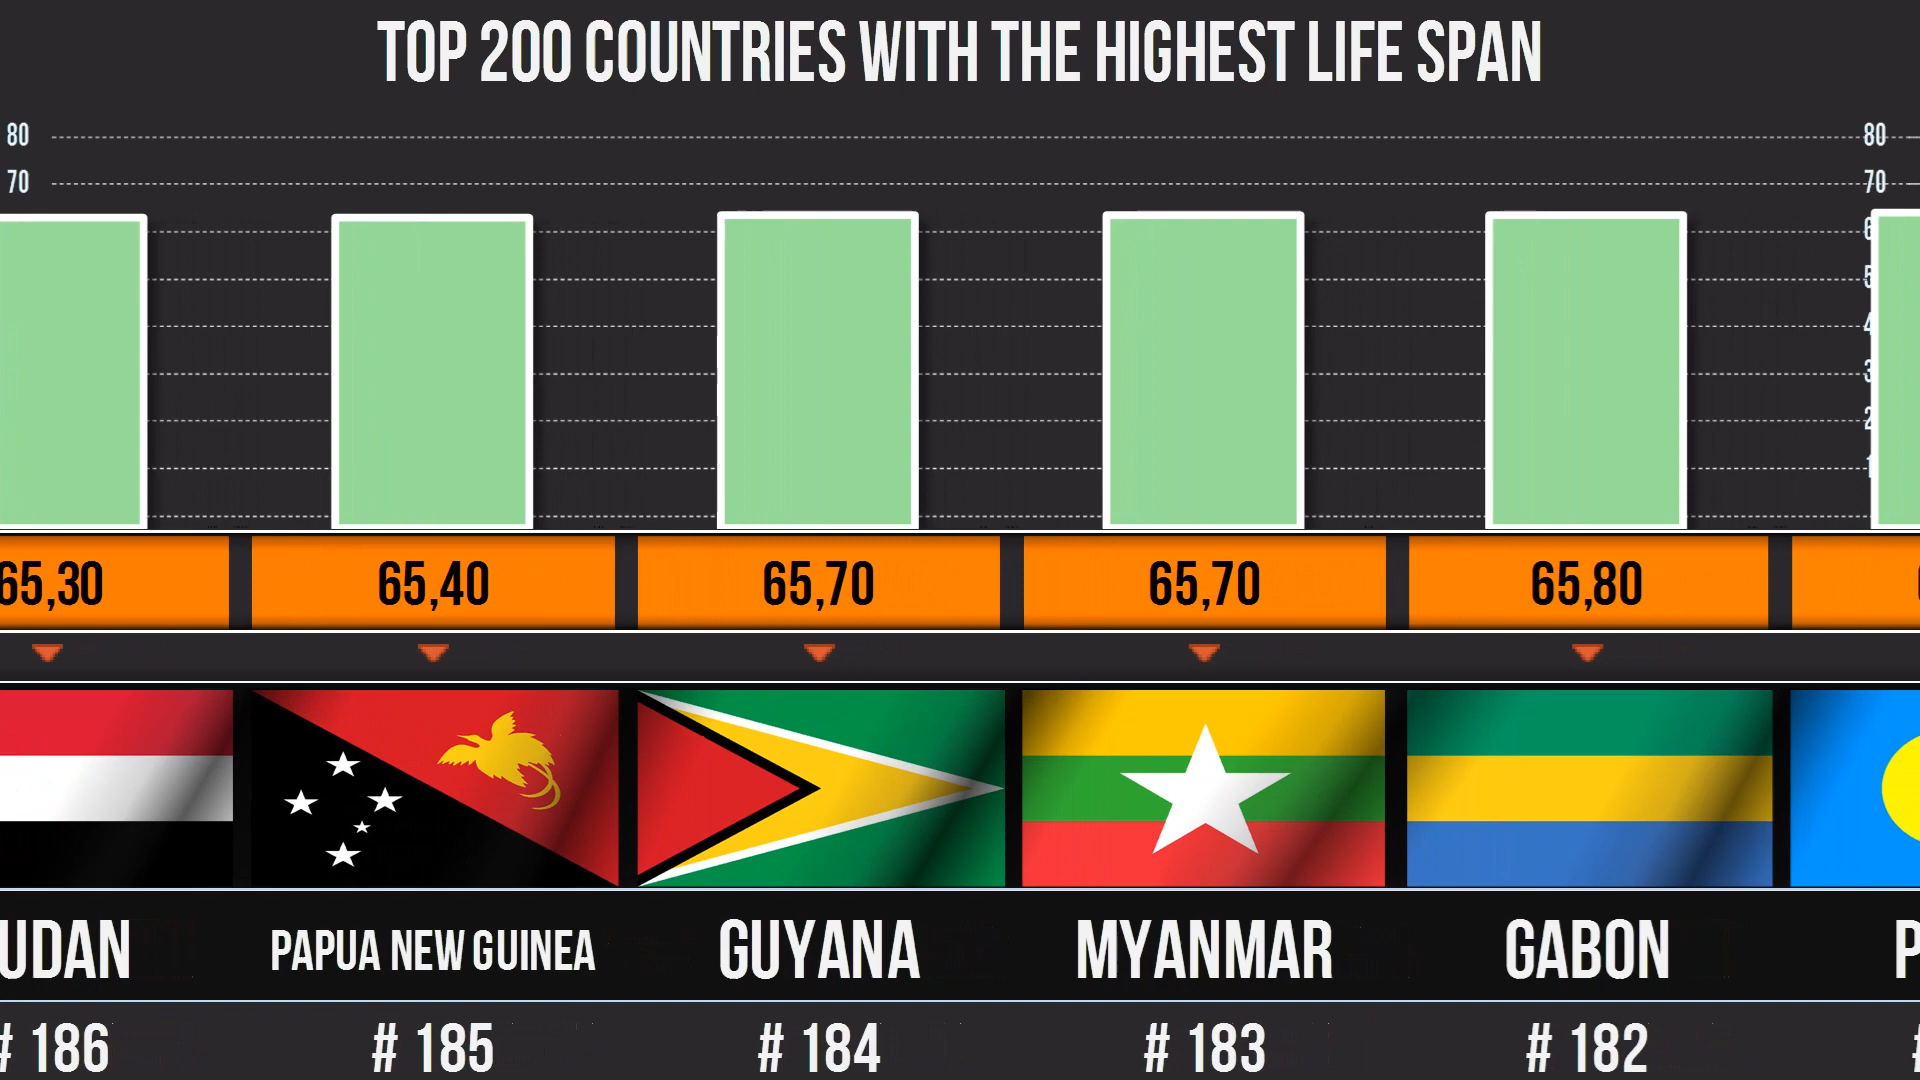 TOP 200 COUNTRIES WITH THE HIGHEST LIFE SPAN
80 80
70 70
65,30 65,40 65,70 65,70 65,80
UDAN PAPUA NEW GUINEA GUYANA MYANMAR GABON P
# 186 # 185 # 184 # 183 # 182 #